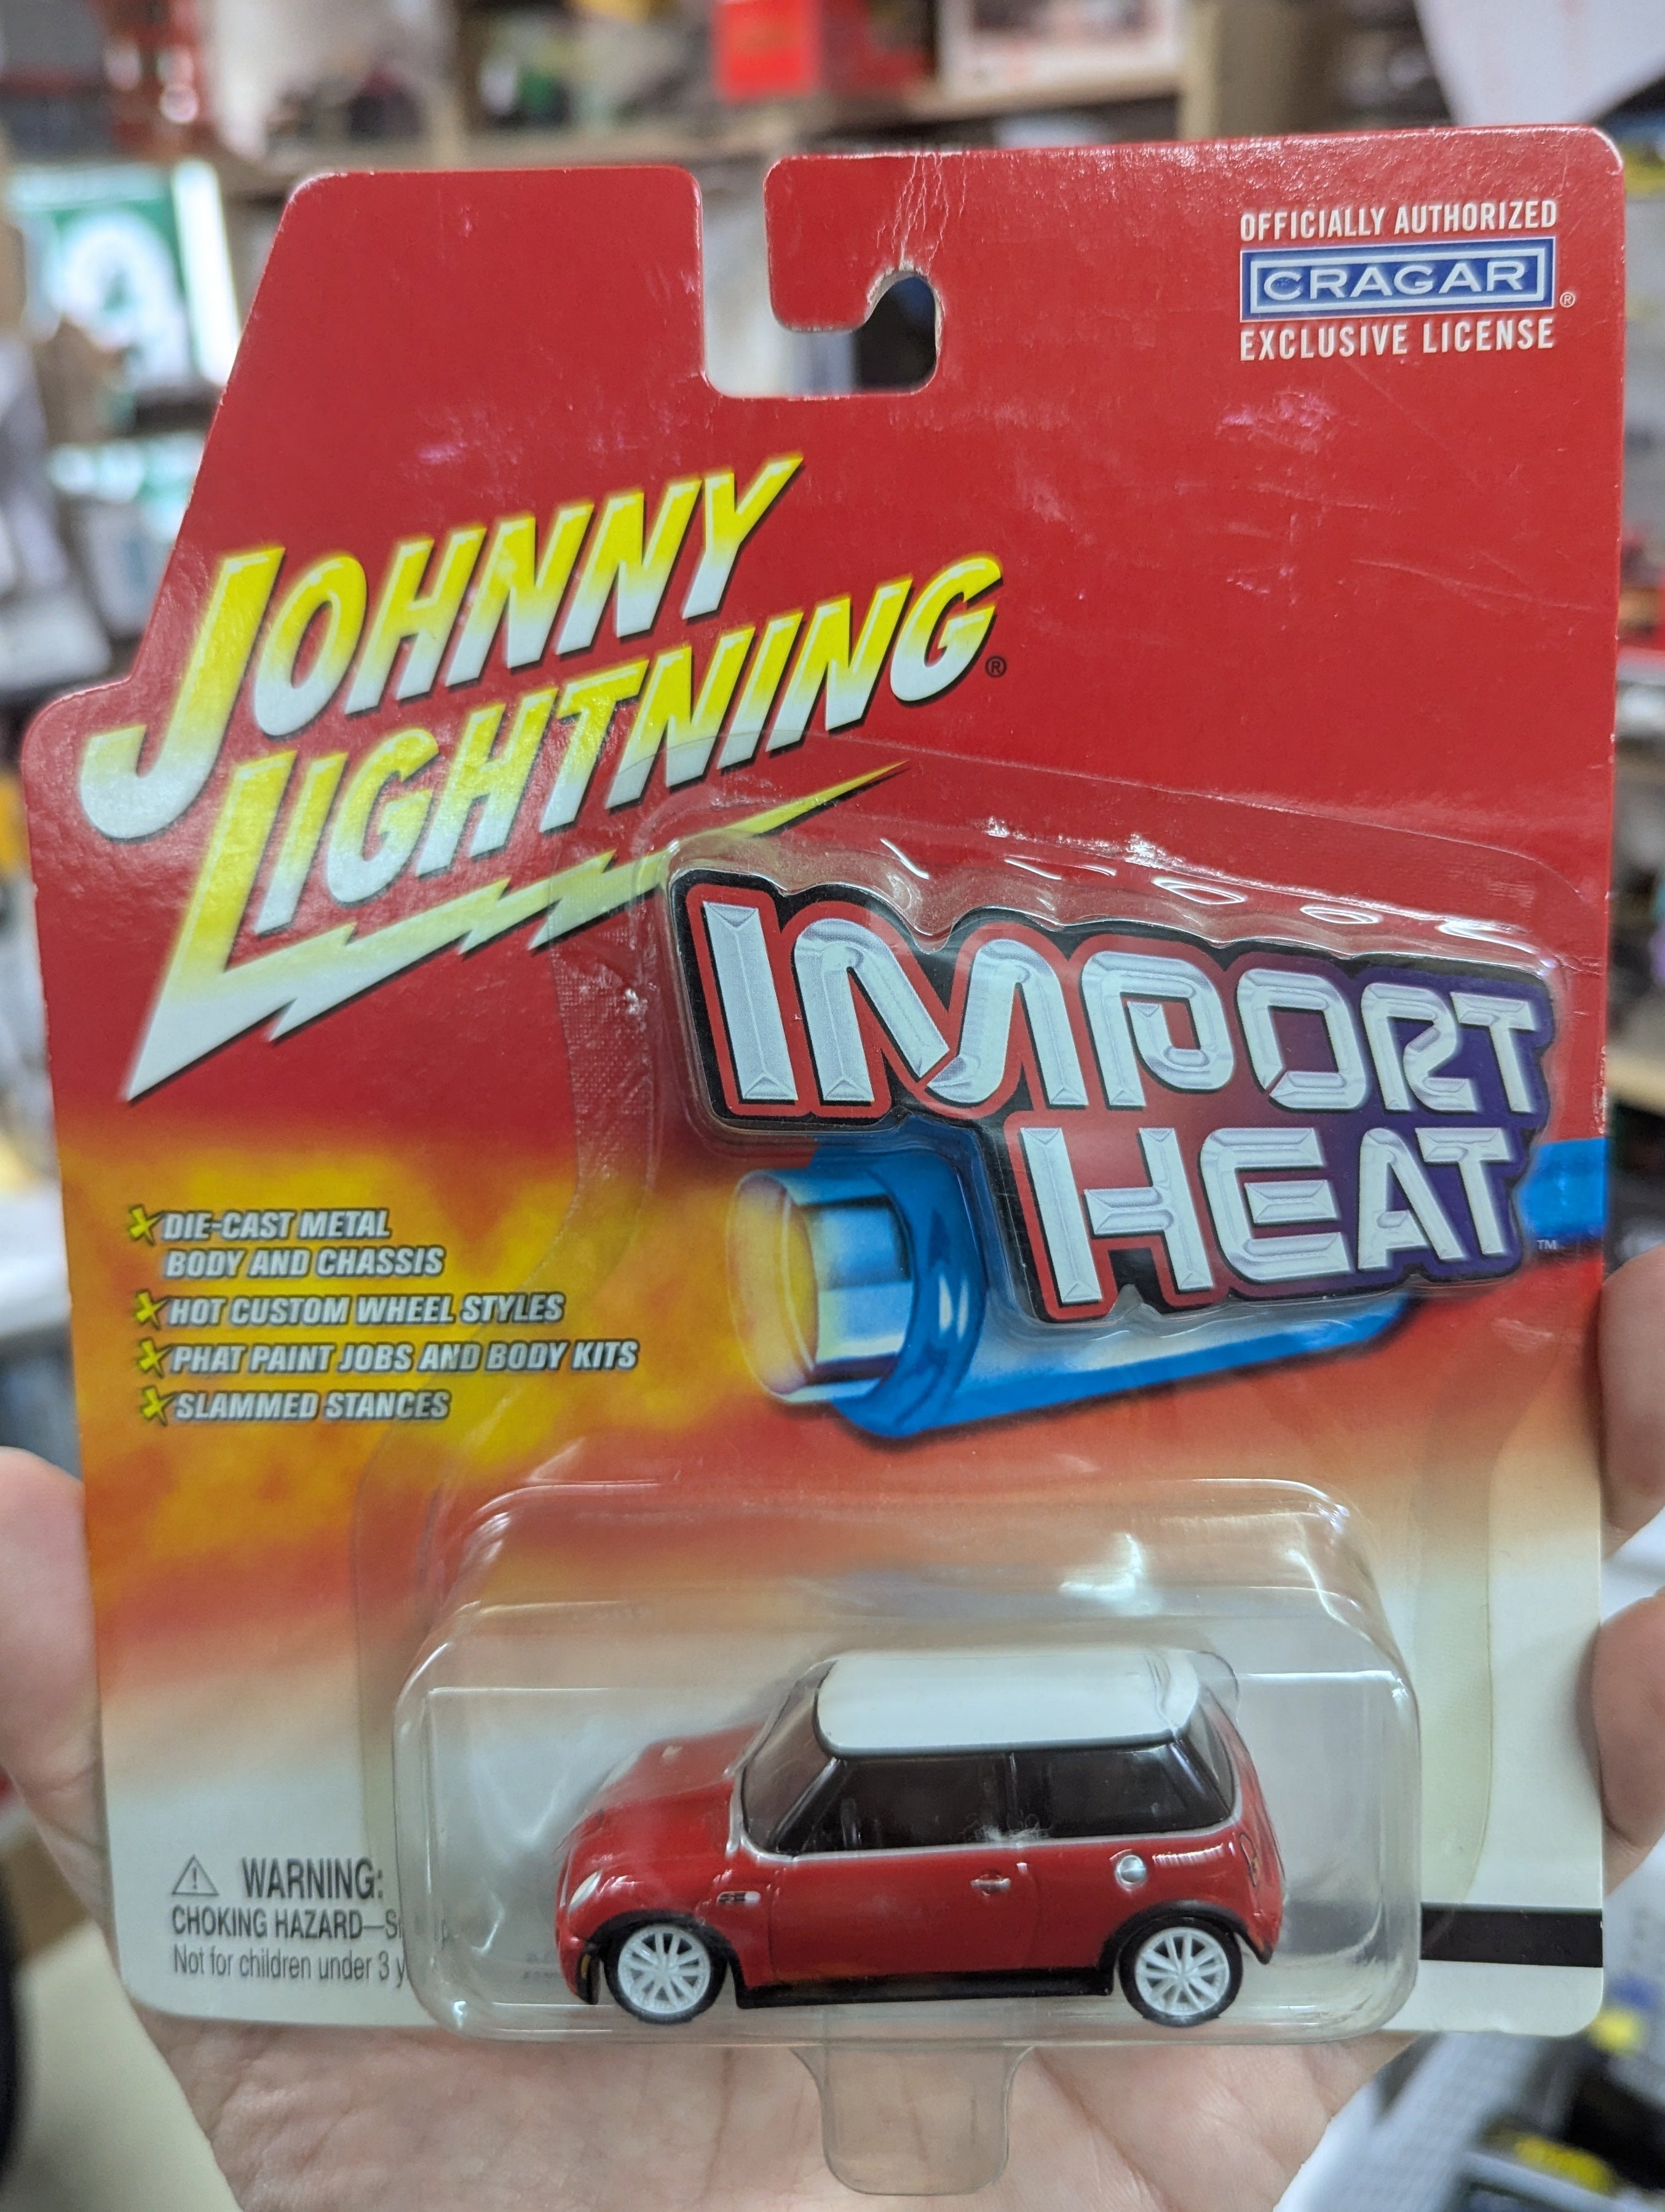 OFFICIALLY AUTHORIZED
CRAGAR®
EXCLUSIVE LICENSE
JOHNNY
LIGHTNING®
IMPORT
HEAT™
DIE-CAST METAL
BODY AND CHASSIS
HOT CUSTOM WHEEL STYLES
PHAT PAINT JOBS AND BODY KITS
SLAMMED STANCES
WARNING:
CHOKING HAZARD—
Not for children under 3